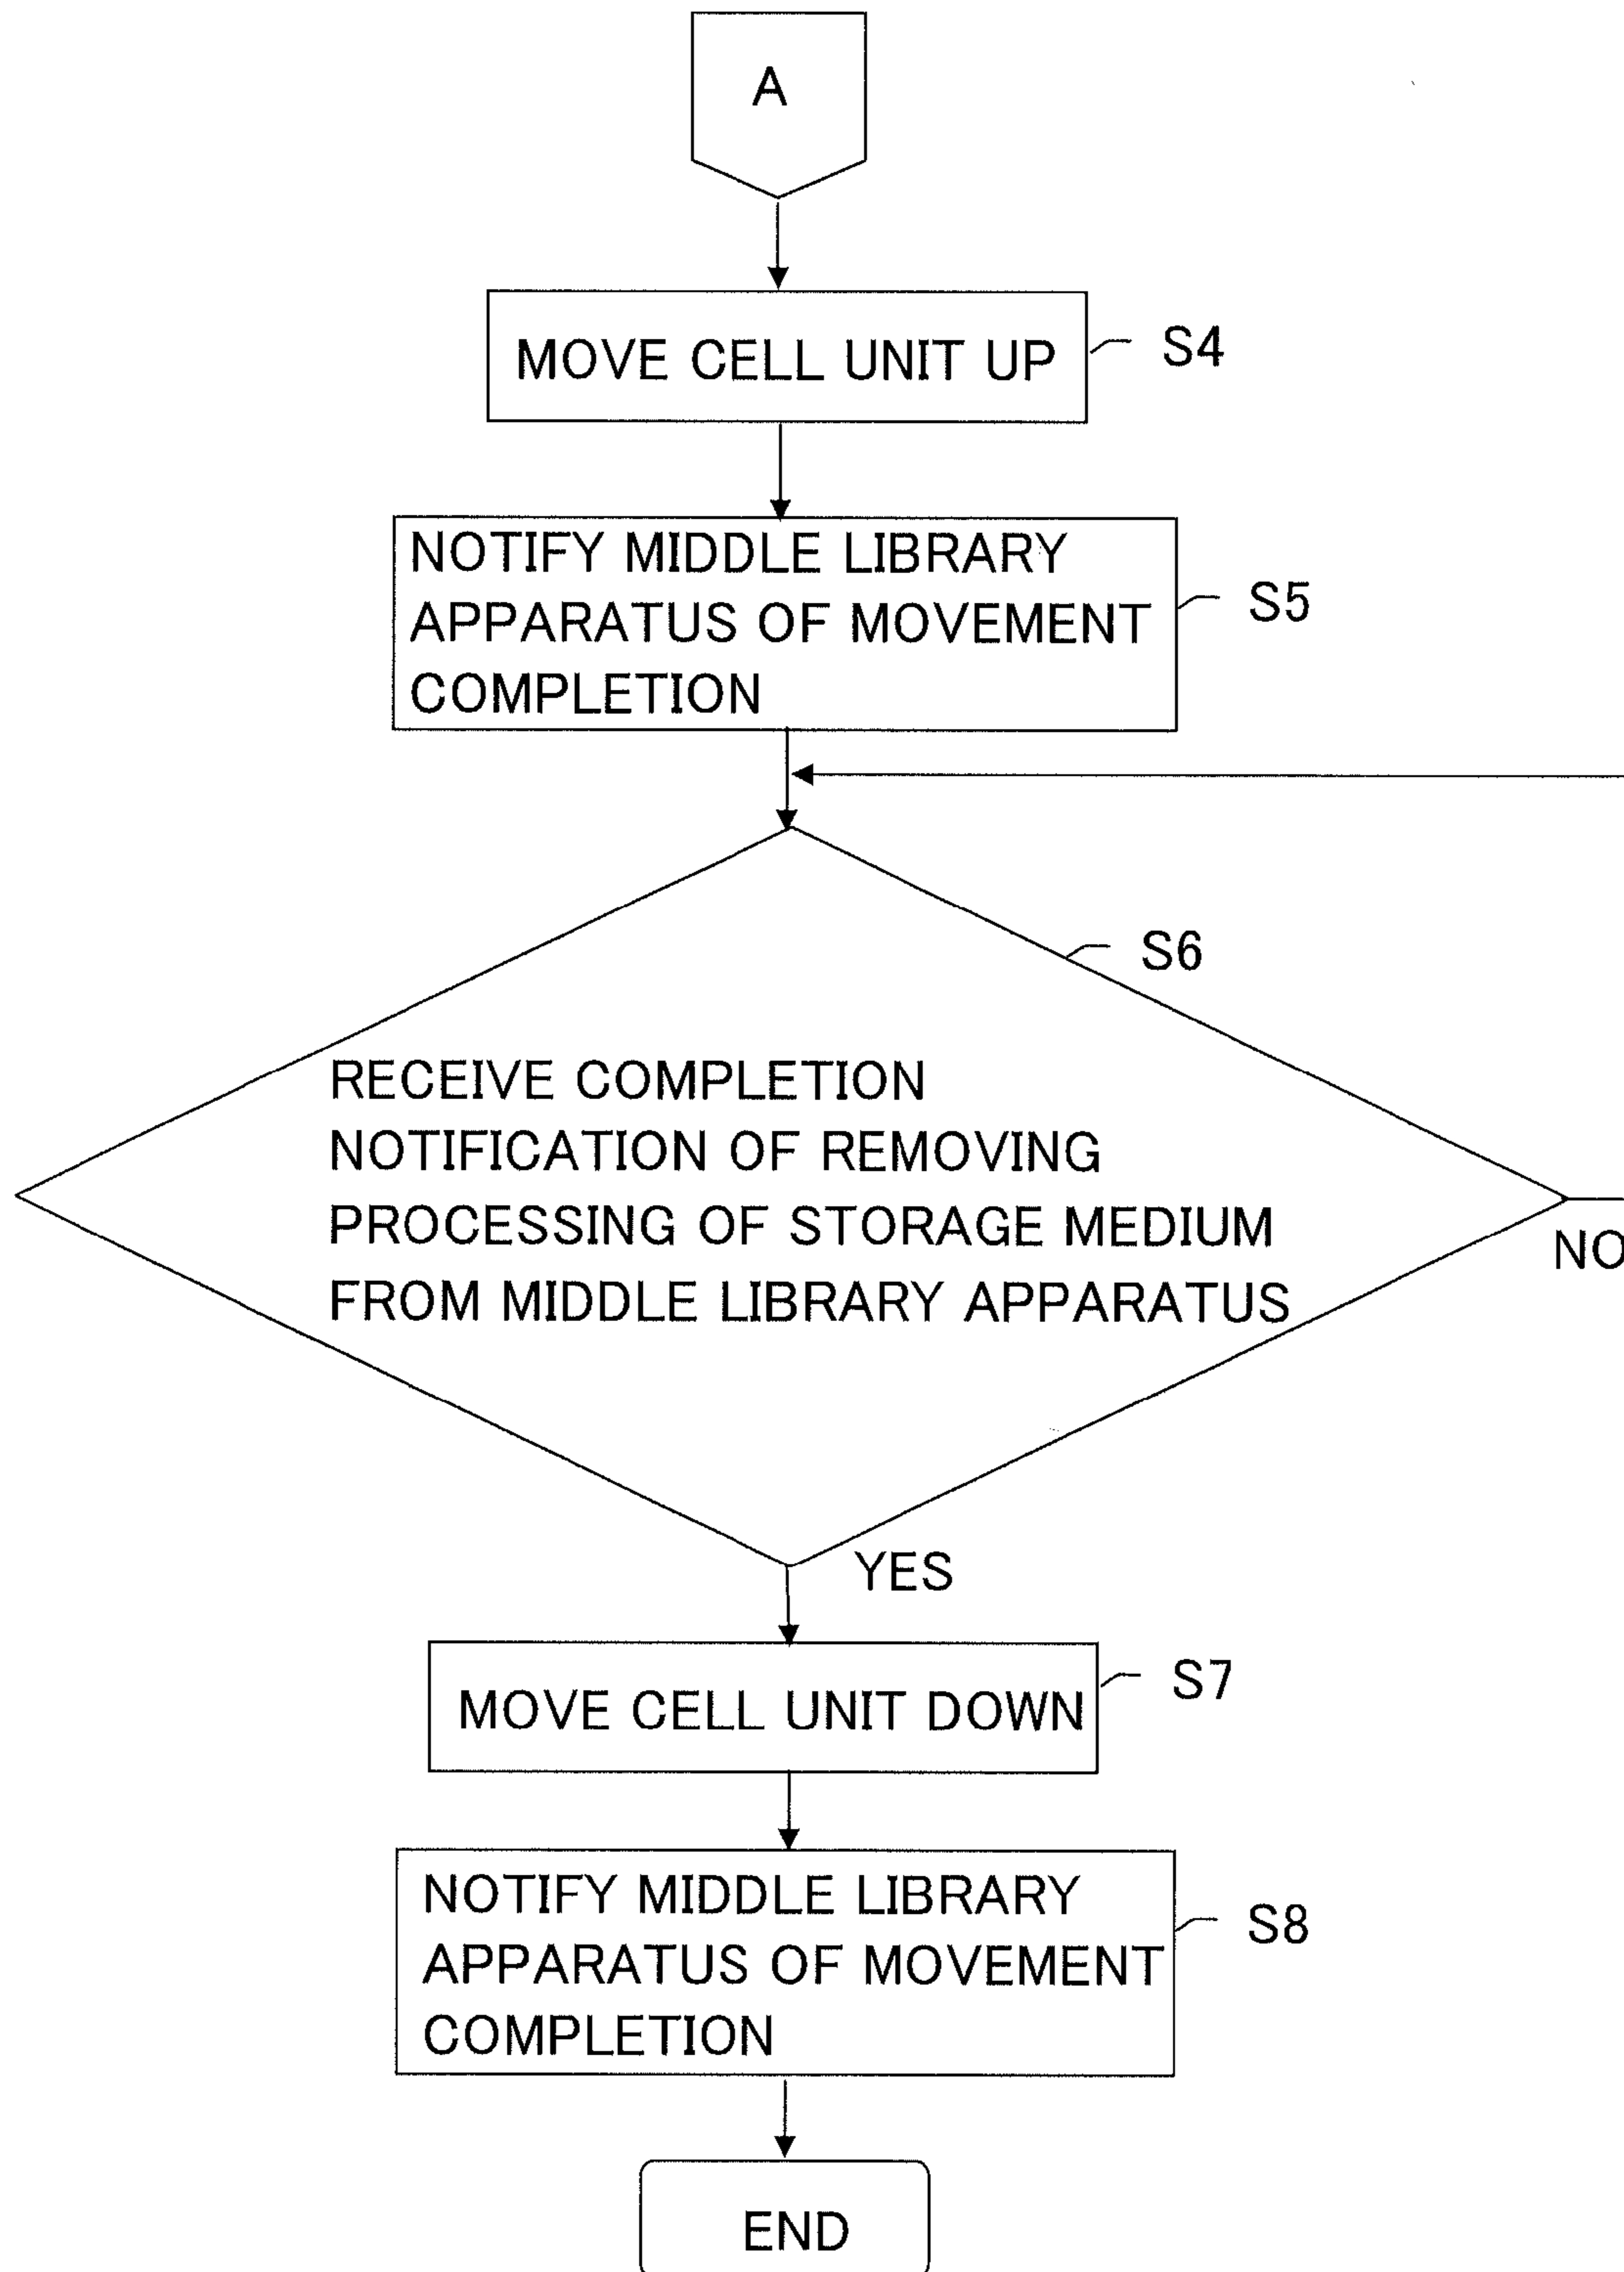 A
MOVE CELL UNIT UP
S4
NOTIFY MIDDLE LIBRARY
APPARATUS OF MOVEMENT
COMPLETION
S5
S6
RECEIVE COMPLETION
NOTIFICATION OF REMOVING
PROCESSING OF STORAGE MEDIUM
FROM MIDDLE LIBRARY APPARATUS
NO
YES
MOVE CELL UNIT DOWN
S7
NOTIFY MIDDLE LIBRARY
APPARATUS OF MOVEMENT
COMPLETION
S8
END